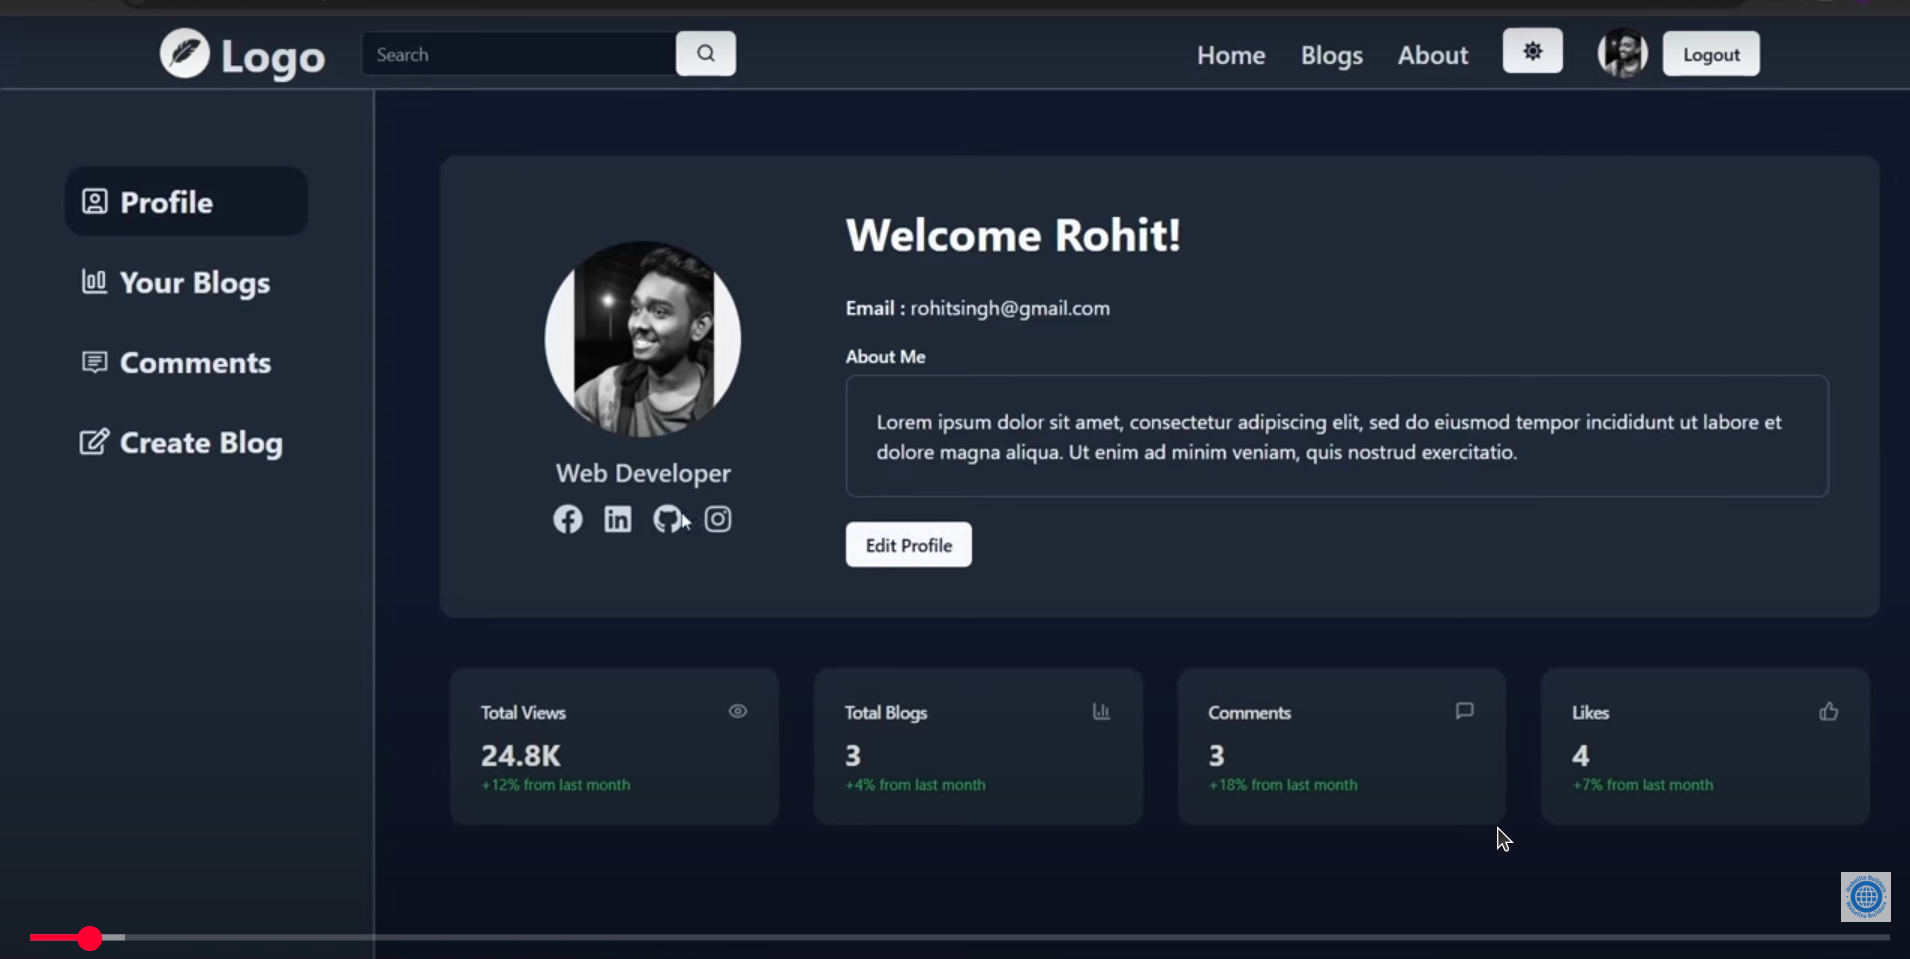 Logo
Search
Home Blogs About Logout
Profile
Your Blogs
Comments
Create Blog
Welcome Rohit!
Email : rohitsingh@gmail.com
About Me
Lorem ipsum dolor sit amet, consectetur adipiscing elit, sed do eiusmod tempor incididunt ut labore et
dolore magna aliqua. Ut enim ad minim veniam, quis nostrud exercitatio.
Web Developer
Edit Profile
Total Views
24.8K
+12% from last month
Total Blogs
3
+4% from last month
Comments
3
+18% from last month
Likes
4
+7% from last month